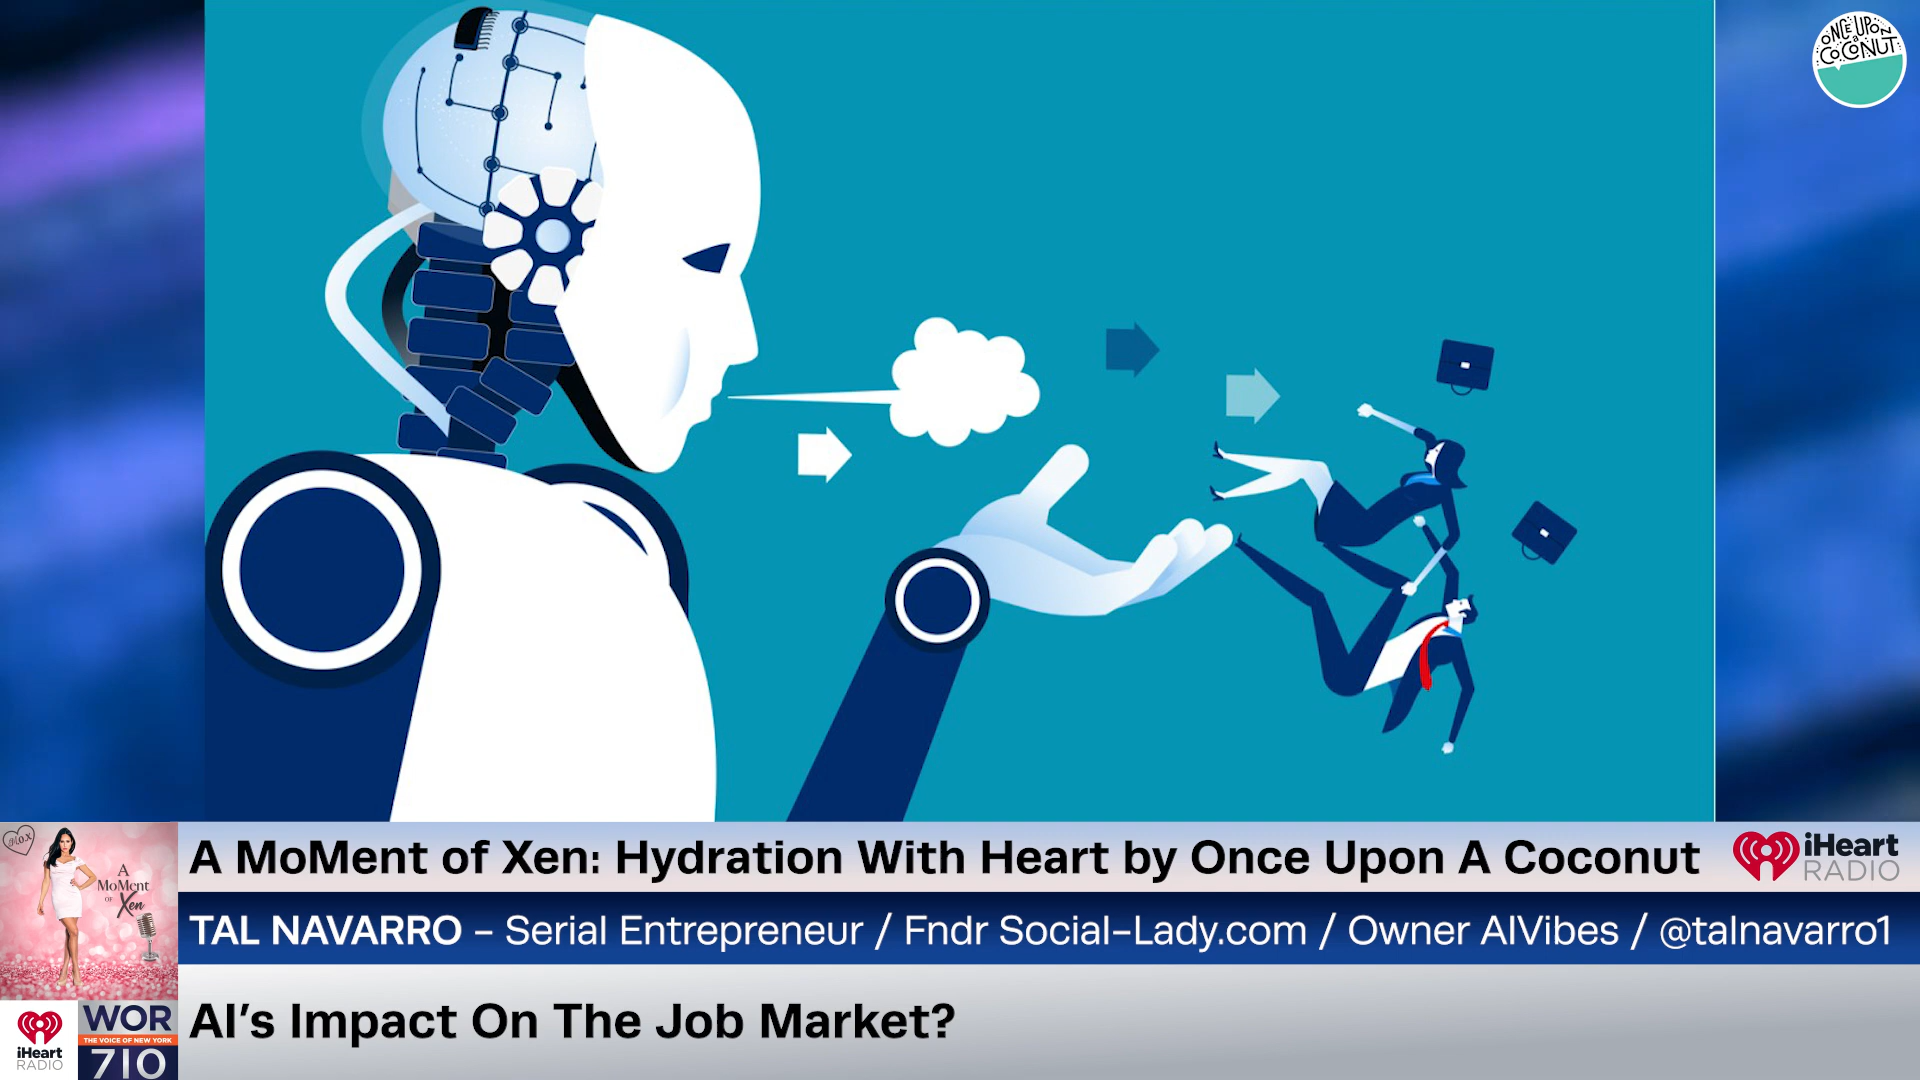 ONCE UPON
a
COCONUT
A MoMent of Xen: Hydration With Heart by Once Upon A Coconut
iHeart
RADIO
M.O.X
A
MoMent
OF Xen
TAL NAVARRO – Serial Entrepreneur / Fndr Social-Lady.com / Owner AIVibes / @talnavarro1
iHeart
RADIO
WOR
THE VOICE OF NEW YORK
710
AI's Impact On The Job Market?